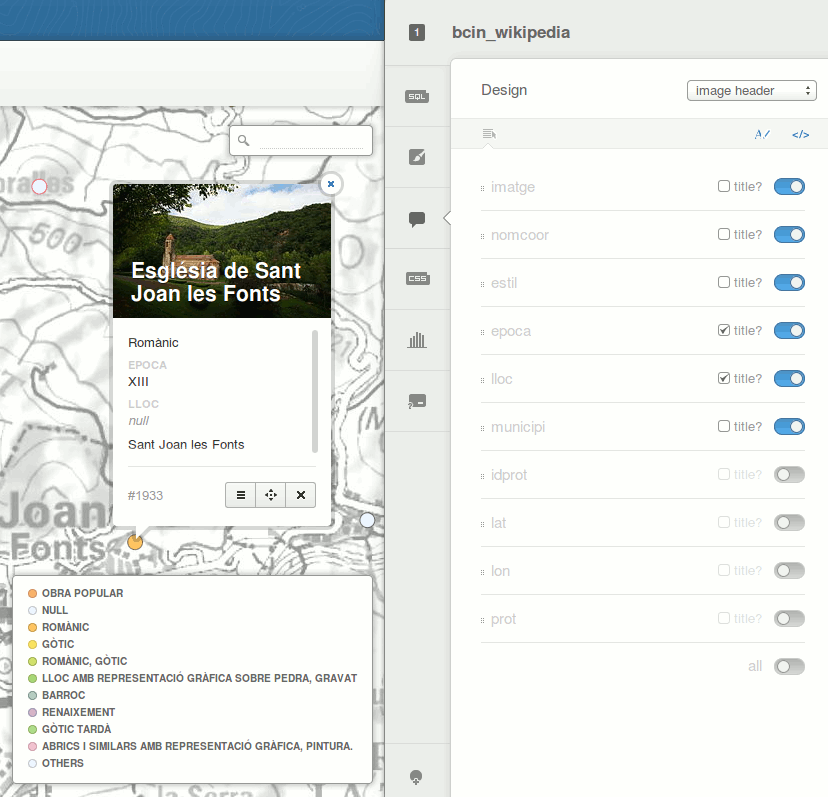 1
bcin_wikipedia
Design
image header
SQL
CSS
imatge
title?
nomcoor
title?
estil
title?
epoca
title?
lloc
title?
municipi
title?
idprot
title?
lat
title?
lon
title?
prot
title?
all
500
Església de Sant
Joan les Fonts
Romànic
EPOCA
XIII
LLOC
null
Sant Joan les Fonts
#1933
Joan
Fonts
OBRA POPULAR
NULL
ROMÀNIC
GÒTIC
ROMÀNIC, GÒTIC
LLOC AMB REPRESENTACIÓ GRÀFICA SOBRE PEDRA, GRAVAT
BARROC
RENAIXEMENT
GÒTIC TARDÀ
ABRICS I SIMILARS AMB REPRESENTACIÓ GRÀFICA, PINTURA.
OTHERS
la Serra